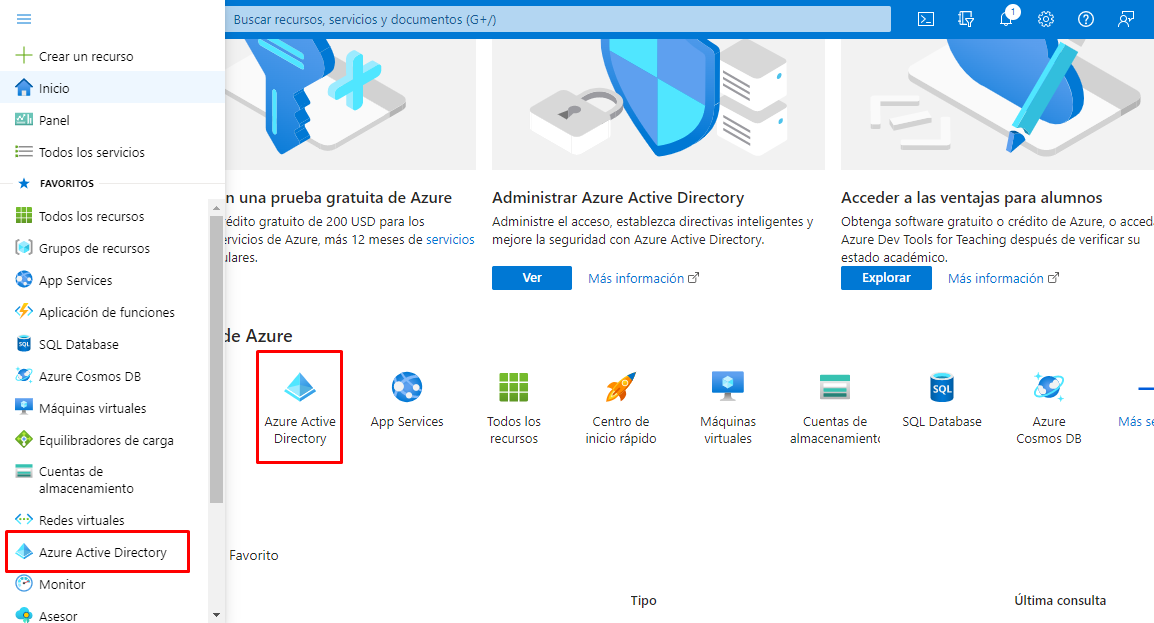 Buscar recursos, servicios y documentos (G+/)
1
Crear un recurso
Inicio
Panel
Todos los servicios
FAVORITOS
Todos los recursos
Grupos de recursos
App Services
Aplicación de funciones
SQL Database
Azure Cosmos DB
Máquinas virtuales
Equilibradores de carga
Cuentas de
almacenamiento
Redes virtuales
Azure Active Directory
Monitor
Asesor
n una prueba gratuita de Azure
rédito gratuito de 200 USD para los
ervicios de Azure, más 12 meses de servicios
ulares.
Administrar Azure Active Directory
Administre el acceso, establezca directivas inteligentes y
mejore la seguridad con Azure Active Directory.
Ver
Más información
Acceder a las ventajas para alumnos
Obtenga software gratuito o crédito de Azure, o acceda
Azure Dev Tools for Teaching después de verificar su
estado académico.
Explorar
Más información
de Azure
Azure Active
Directory
App Services
Todos los
recursos
Centro de
inicio rápido
Máquinas
virtuales
Cuentas de
almacenamiento
SQL
SQL Database
Azure
Cosmos DB
Más se
Favorito
Tipo
Última consulta